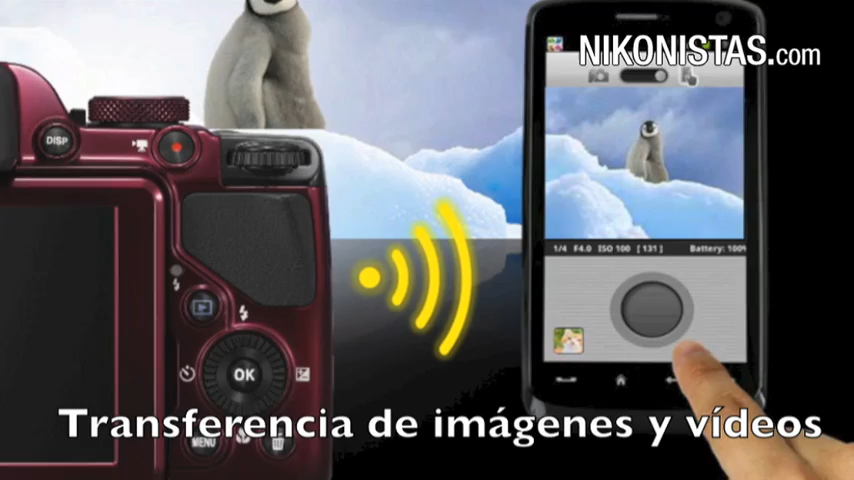 NIKONISTAS.com
DISP
1/4 F4.0 ISO 100 [ 131 ] Battery: 100%
OK
Transferencia de imágenes y vídeos
MENU